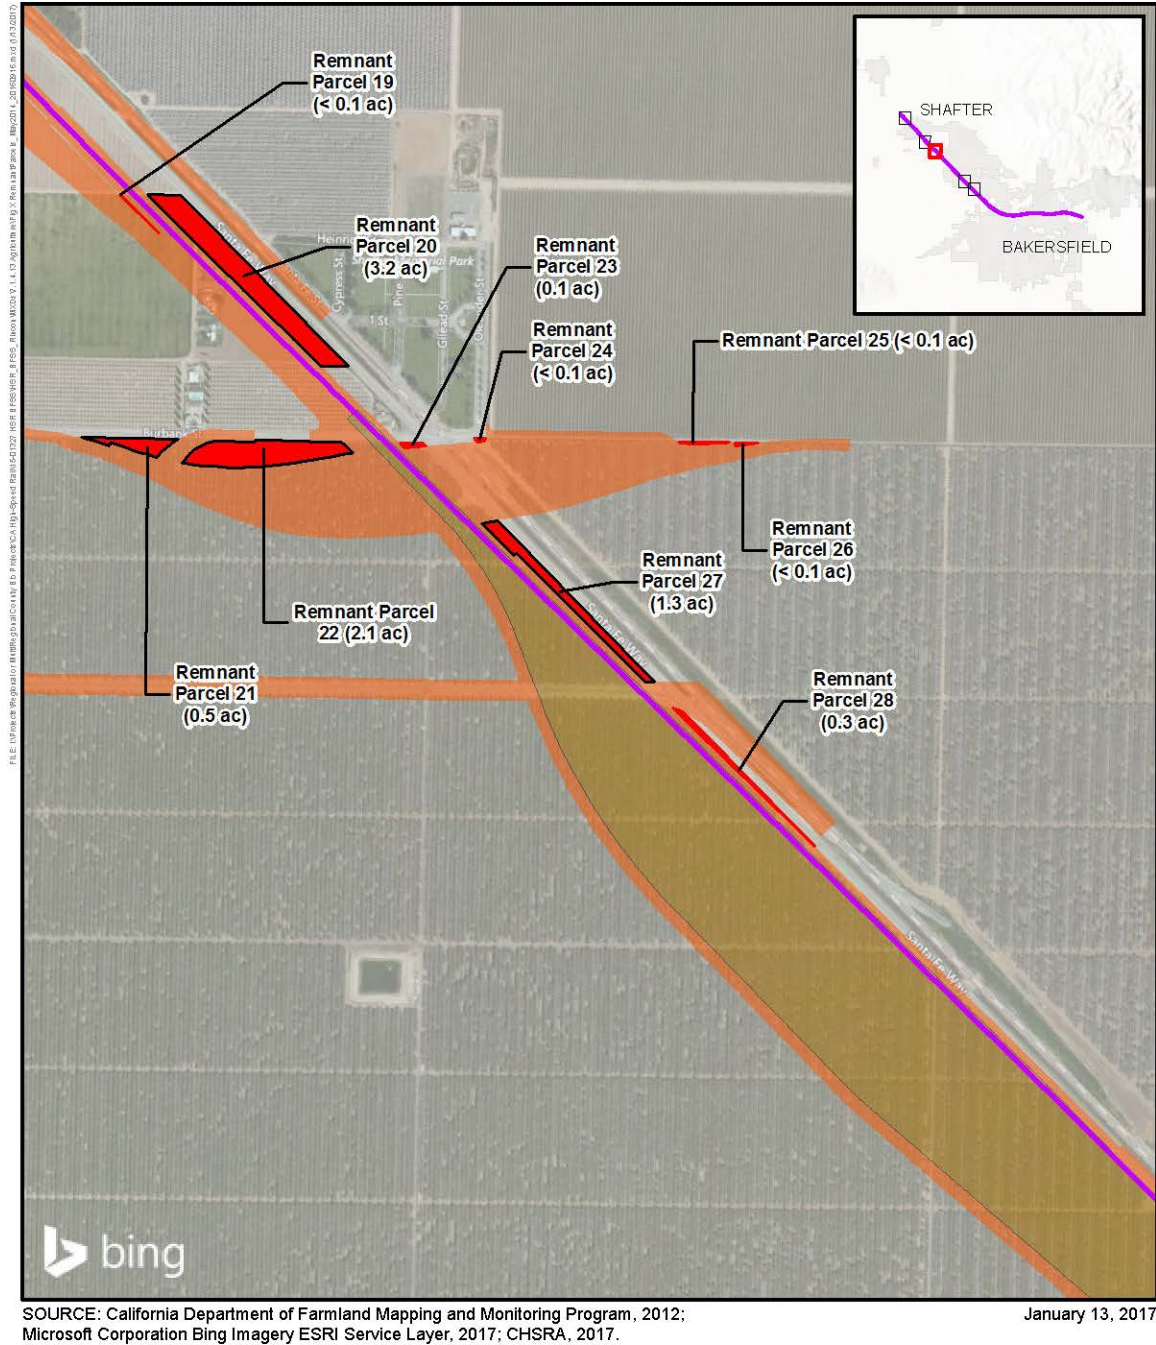 Remnant
Parcel 19
(< 0.1 ac)
SHAFTER
BAKERSFIELD
Remnant
Parcel 20
(3.2 ac)
Remnant
Parcel 23
(0.1 ac)
Remnant
Parcel 24
(< 0.1 ac)
Remnant Parcel 25 (< 0.1 ac)
Santa Fe Way
Cypress St
Pine
Gilead St
1 St
Park
Burbank
Remnant
Parcel 26
(< 0.1 ac)
Remnant
Parcel 27
(1.3 ac)
Remnant Parcel
22 (2.1 ac)
Santa Fe Way
Remnant
Parcel 21
(0.5 ac)
Remnant
Parcel 28
(0.3 ac)
Santa Fe Way
bing
SOURCE: California Department of Farmland Mapping and Monitoring Program, 2012;
January 13, 2017
Microsoft Corporation Bing Imagery ESRI Service Layer, 2017; CHSRA, 2017.